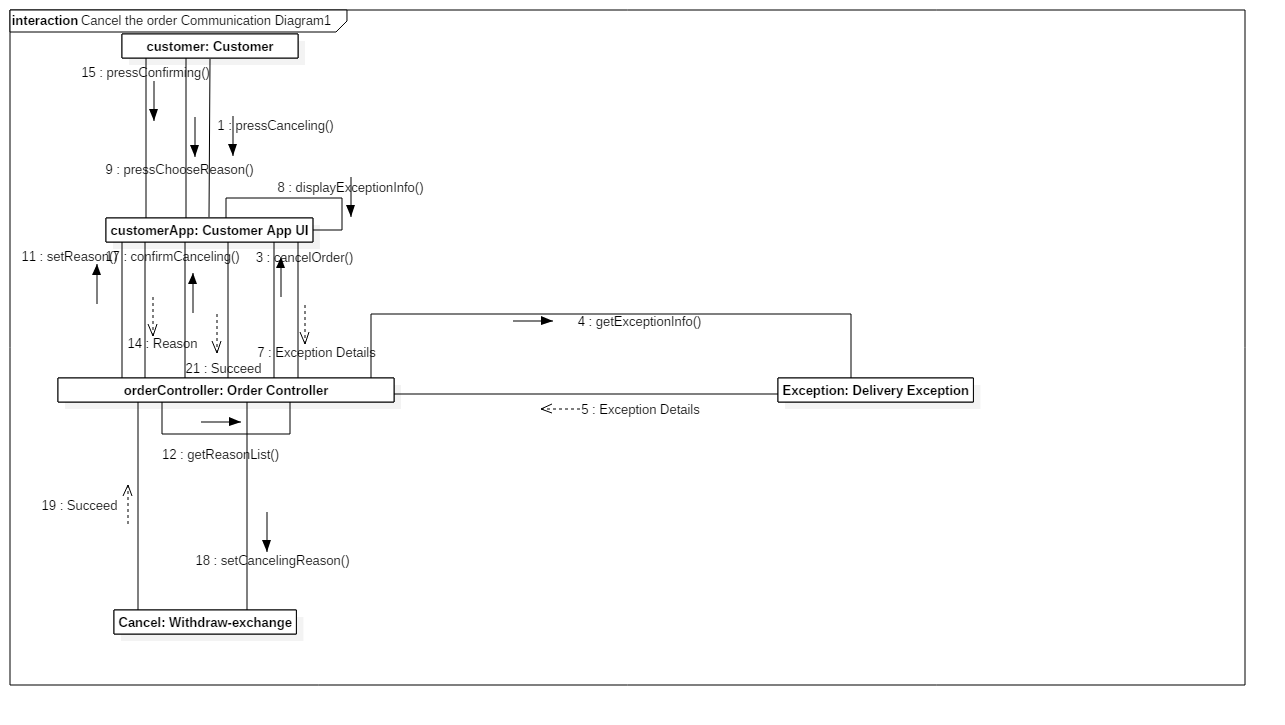 interaction Cancel the order Communication Diagram1
customer: Customer
15 : pressConfirming()
1 : pressCanceling()
9 : pressChooseReason()
8 : displayExceptionInfo()
customerApp: Customer App UI
11 : setReason()
17 : confirmCanceling()
3 : cancelOrder()
4 : getExceptionInfo()
14 : Reason
7 : Exception Details
21 : Succeed
orderController: Order Controller
Exception: Delivery Exception
5 : Exception Details
12 : getReasonList()
19 : Succeed
18 : setCancelingReason()
Cancel: Withdraw-exchange